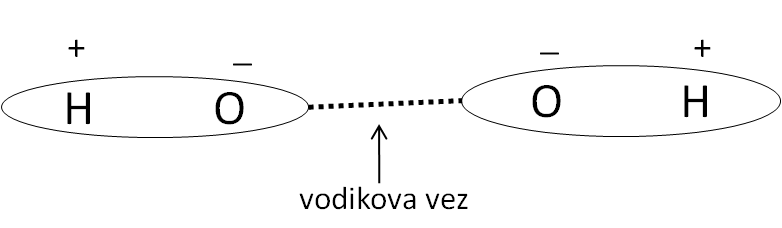 + – – +
H O O H
vodikova vez